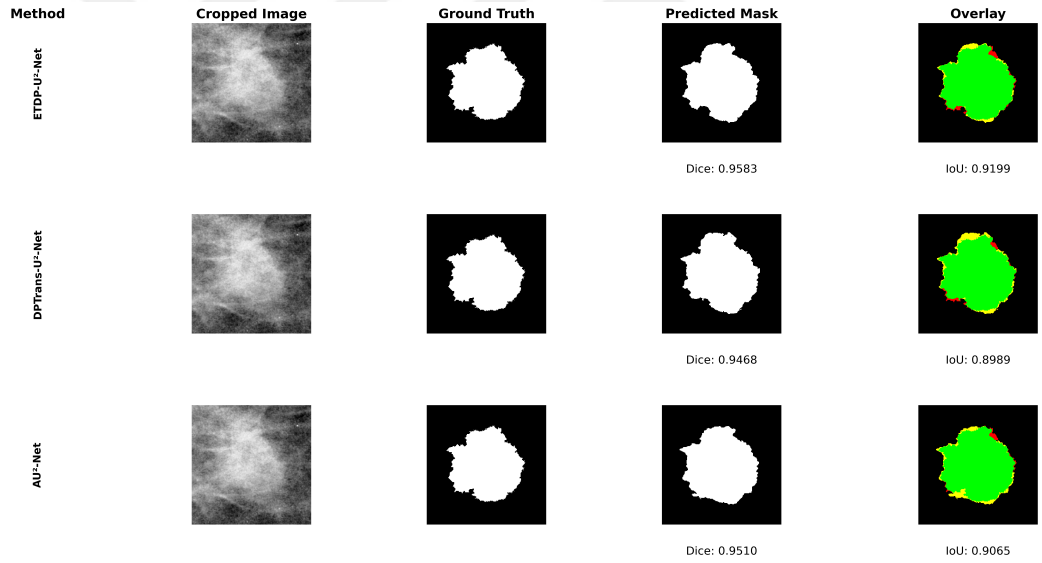 Method Cropped Image Ground Truth Predicted Mask Overlay
ETDP-U²-Net
Dice: 0.9583 IoU: 0.9199
DPTrans-U²-Net
Dice: 0.9468 IoU: 0.8989
AU²-Net
Dice: 0.9510 IoU: 0.9065